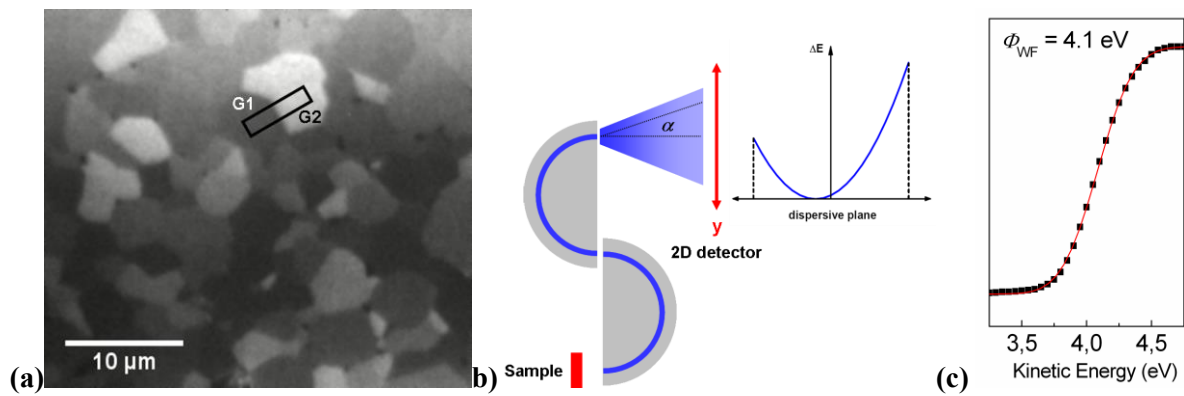 (a)
G1
G2
10 μm
b)
Sample
α
y
2D detector
ΔE
dispersive plane
(c)
Φ_WF = 4.1 eV
3,5 4,0 4,5
Kinetic Energy (eV)